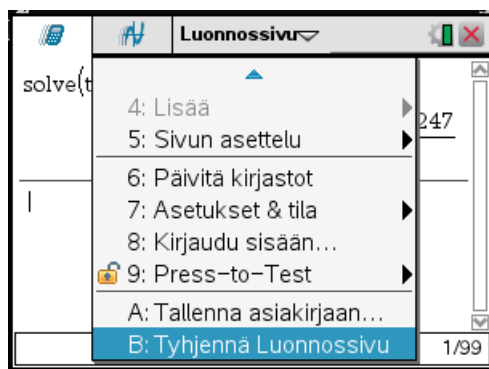 Luonnossivu
solve(t
247
4: Lisää
5: Sivun asettelu
6: Päivitä kirjastot
7: Asetukset & tila
8: Kirjaudu sisään...
9: Press-to-Test
A: Tallenna asiakirjaan...
B: Tyhjennä Luonnossivu
1/99